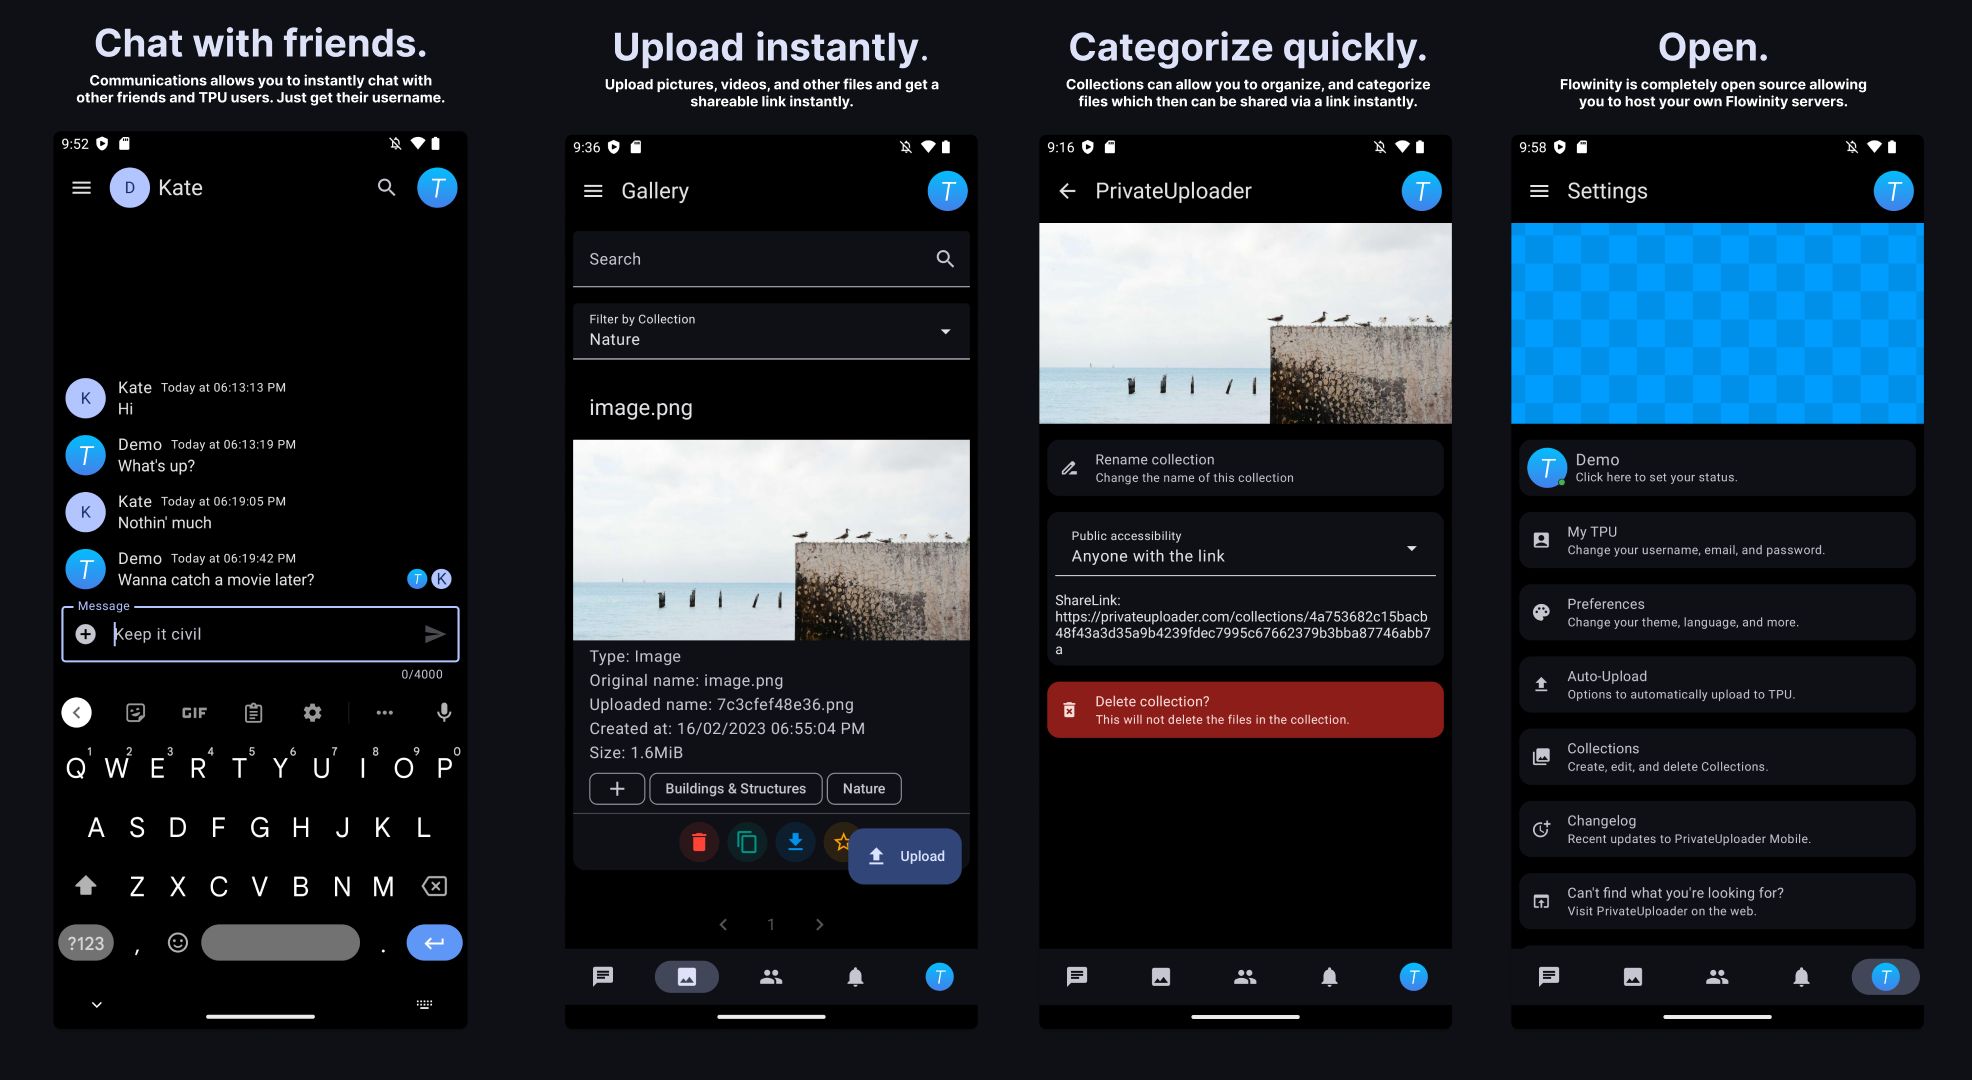 Chat with friends.
Communications allows you to instantly chat with
other friends and TPU users. Just get their username.
9:52
D
Kate
T
K
Kate Today at 06:13:13 PM
Hi
T
Demo Today at 06:13:19 PM
What's up?
K
Kate Today at 06:19:05 PM
Nothin' much
T
Demo Today at 06:19:42 PM
Wanna catch a movie later?
T K
Message
Keep it civil
0/4000
GIF
Q1 W2 E3 R4 T5 Y6 U7 I8 O9 P0
A S D F G H J K L
Z X C V B N M
?123 , .
Upload instantly.
Upload pictures, videos, and other files and get a
shareable link instantly.
9:36
Gallery
T
Search
Filter by Collection
Nature
image.png
Type: Image
Original name: image.png
Uploaded name: 7c3cfef48e36.png
Created at: 16/02/2023 06:55:04 PM
Size: 1.6MiB
+ Buildings & Structures Nature
Upload
< 1 >
T
Categorize quickly.
Collections can allow you to organize, and categorize
files which then can be shared via a link instantly.
9:16
PrivateUploader
T
Rename collection
Change the name of this collection
Public accessibility
Anyone with the link
ShareLink:
https://privateuploader.com/collections/4a753682c15bacb
48f43a3d35a9b4239fdec7995c67662379b3bba87746abb7
a
Delete collection?
This will not delete the files in the collection.
T
Open.
Flowinity is completely open source allowing
you to host your own Flowinity servers.
9:58
Settings
T
T
Demo
Click here to set your status.
My TPU
Change your username, email, and password.
Preferences
Change your theme, language, and more.
Auto-Upload
Options to automatically upload to TPU.
Collections
Create, edit, and delete Collections.
Changelog
Recent updates to PrivateUploader Mobile.
Can't find what you're looking for?
Visit PrivateUploader on the web.
T